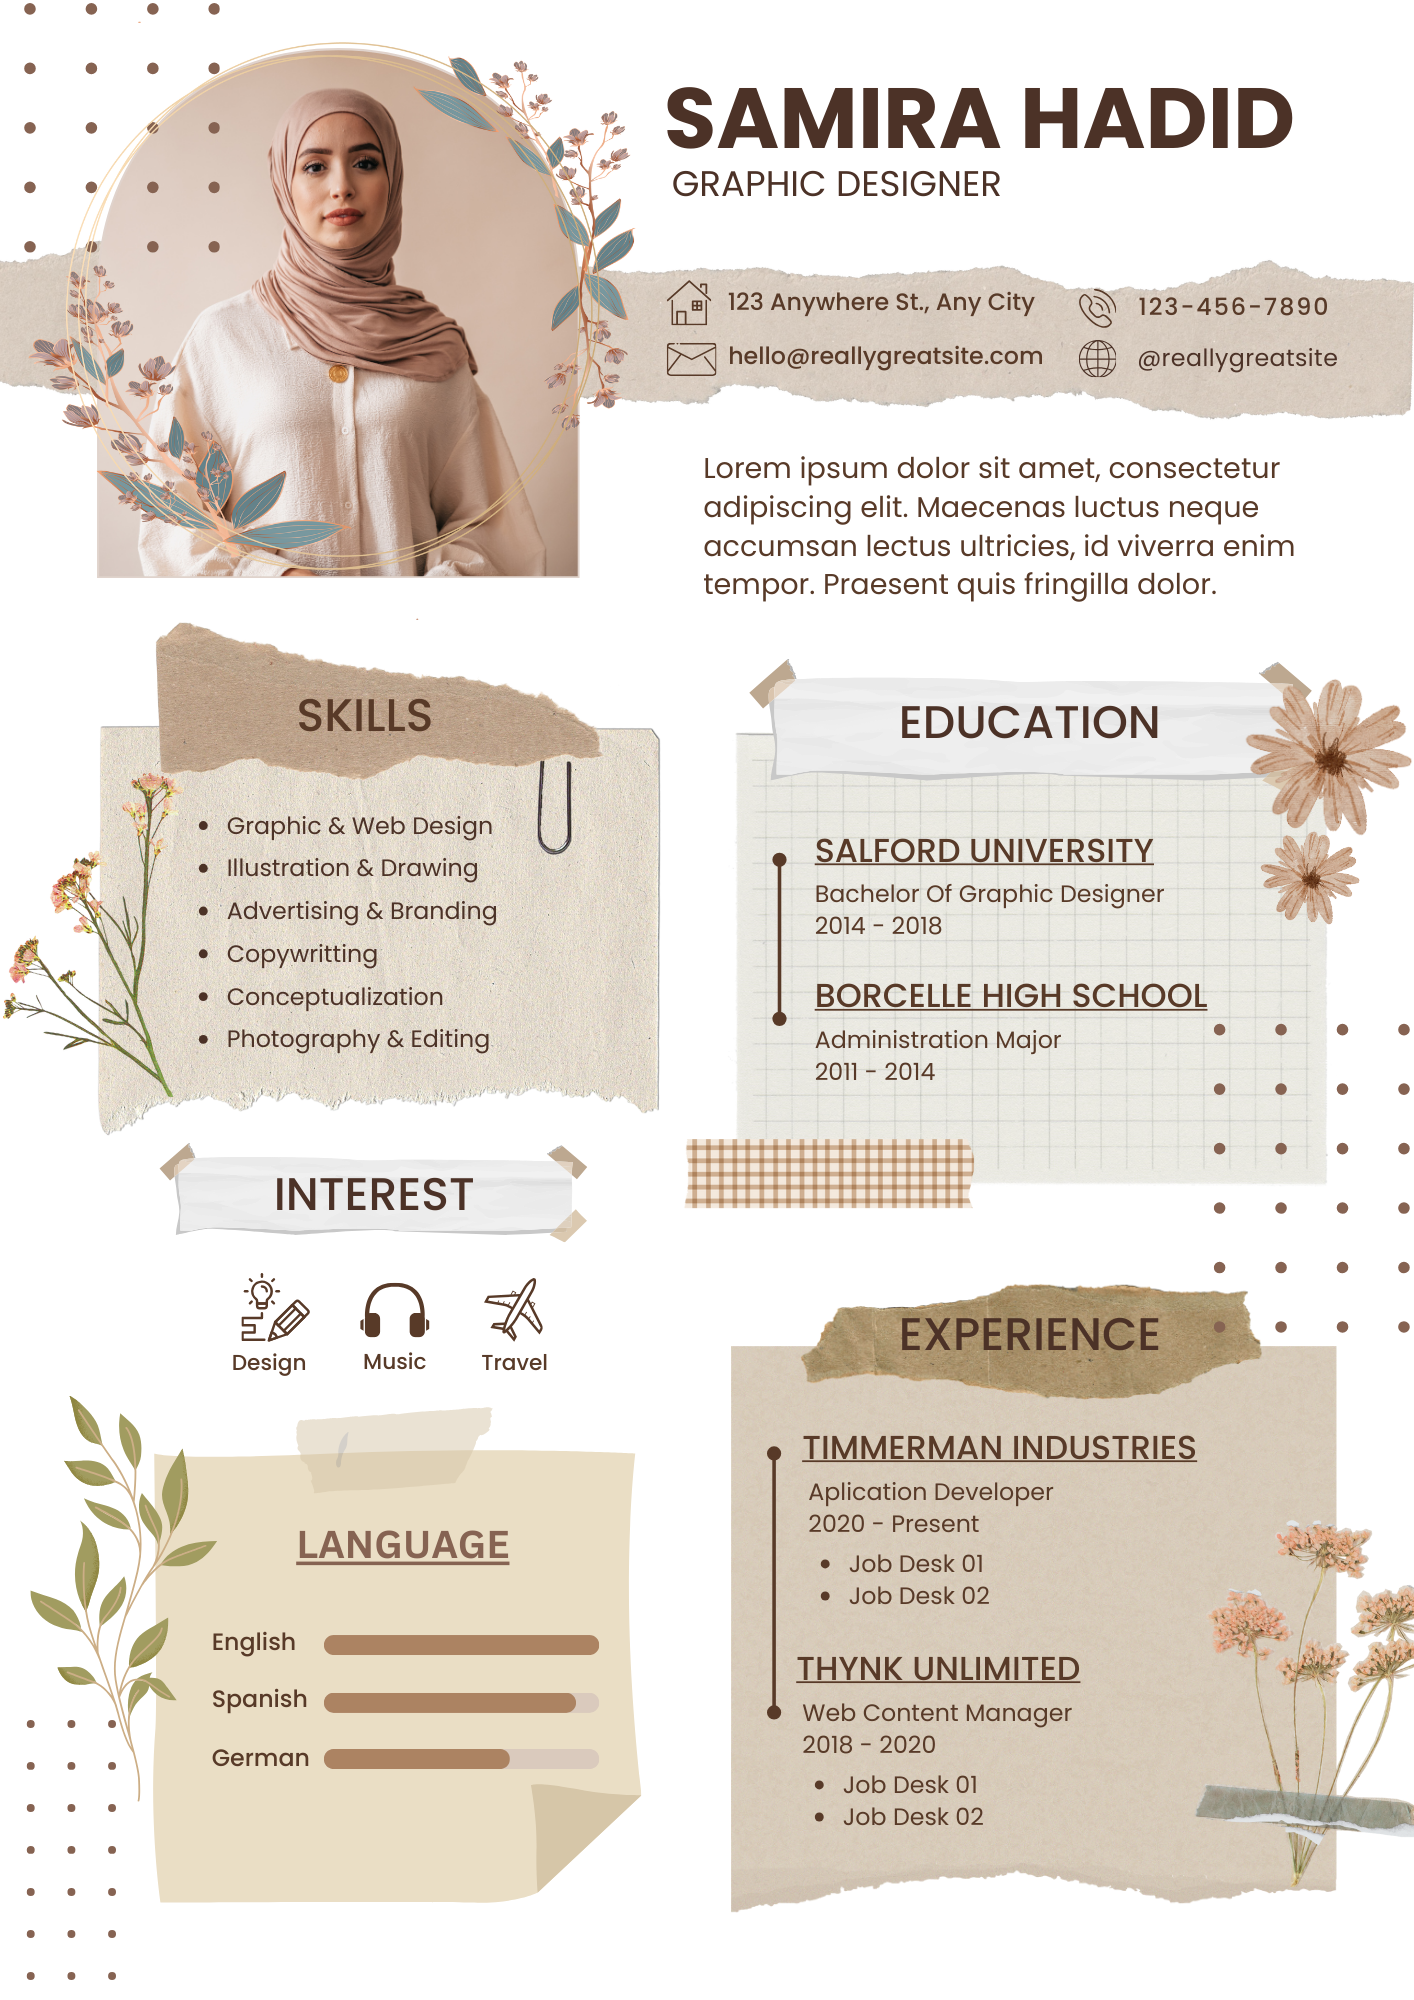 SAMIRA HADID
GRAPHIC DESIGNER
123 Anywhere St., Any City
123-456-7890
hello@reallygreatsite.com
@reallygreatsite
Lorem ipsum dolor sit amet, consectetur
adipiscing elit. Maecenas luctus neque
accumsan lectus ultricies, id viverra enim
tempor. Praesent quis fringilla dolor.
SKILLS
• Graphic & Web Design
• Illustration & Drawing
• Advertising & Branding
• Copywritting
• Conceptualization
• Photography & Editing
EDUCATION
SALFORD UNIVERSITY
Bachelor Of Graphic Designer
2014 - 2018
BORCELLE HIGH SCHOOL
Administration Major
2011 - 2014
INTEREST
Design
Music
Travel
LANGUAGE
English
Spanish
German
EXPERIENCE
TIMMERMAN INDUSTRIES
Aplication Developer
2020 - Present
• Job Desk 01
• Job Desk 02
THYNK UNLIMITED
Web Content Manager
2018 - 2020
• Job Desk 01
• Job Desk 02